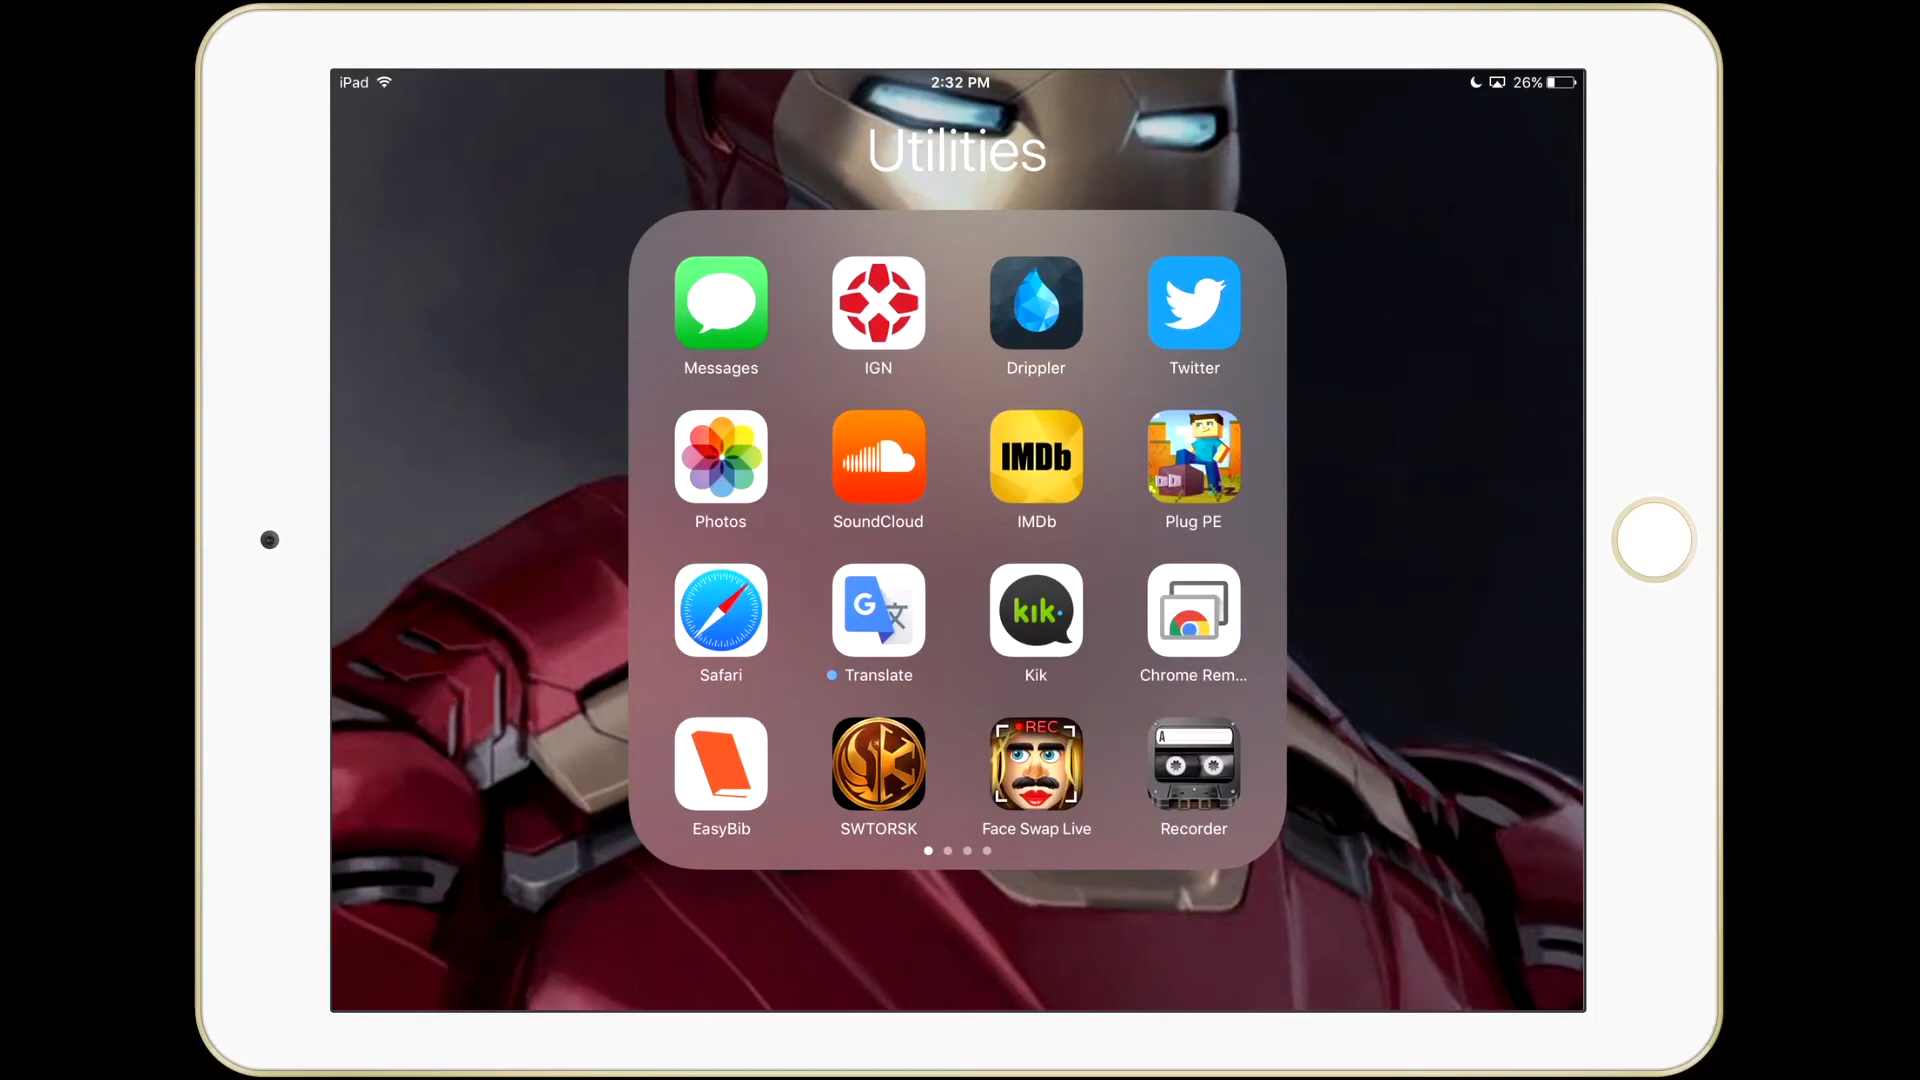 iPad 2:32 PM 26%
Utilities
Messages IGN Drippler Twitter
IMDb
Photos SoundCloud IMDb Plug PE
G 文
kik.
Safari Translate Kik Chrome Rem...
REC
A
EasyBib SWTORSK Face Swap Live Recorder